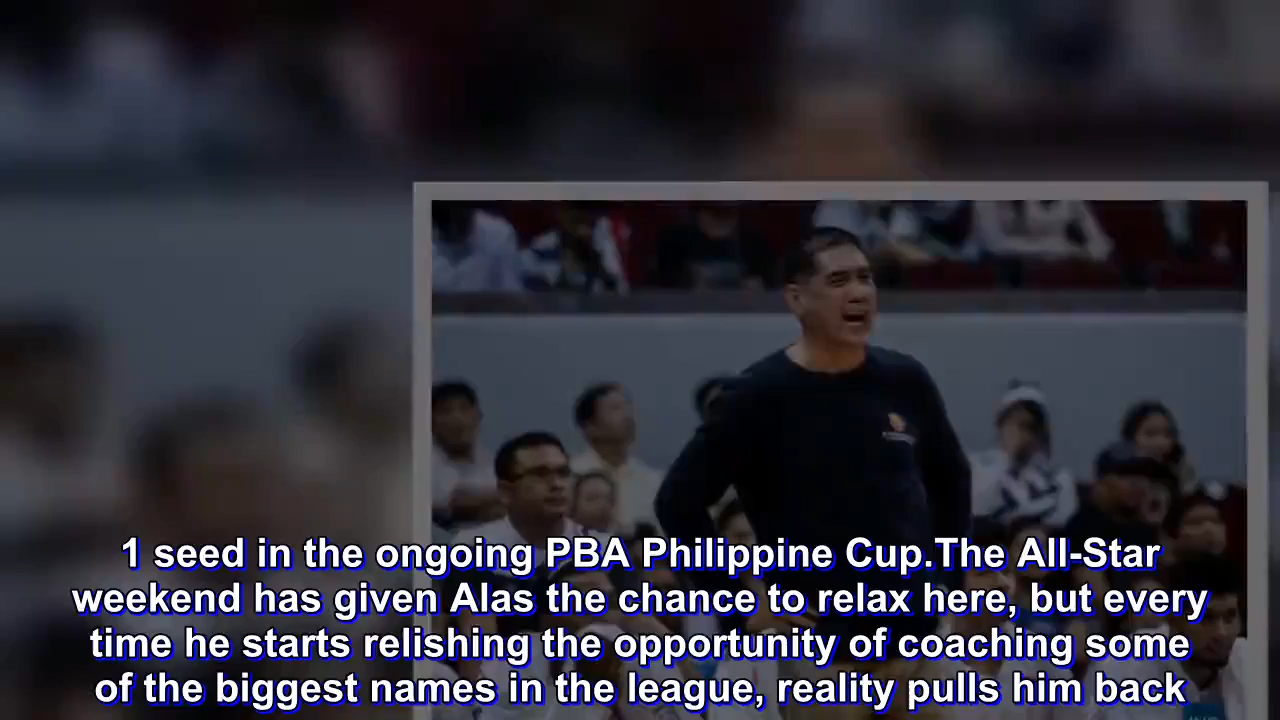 1 seed in the ongoing PBA Philippine Cup.The All-Star
weekend has given Alas the chance to relax here, but every
time he starts relishing the opportunity of coaching some
of the biggest names in the league, reality pulls him back